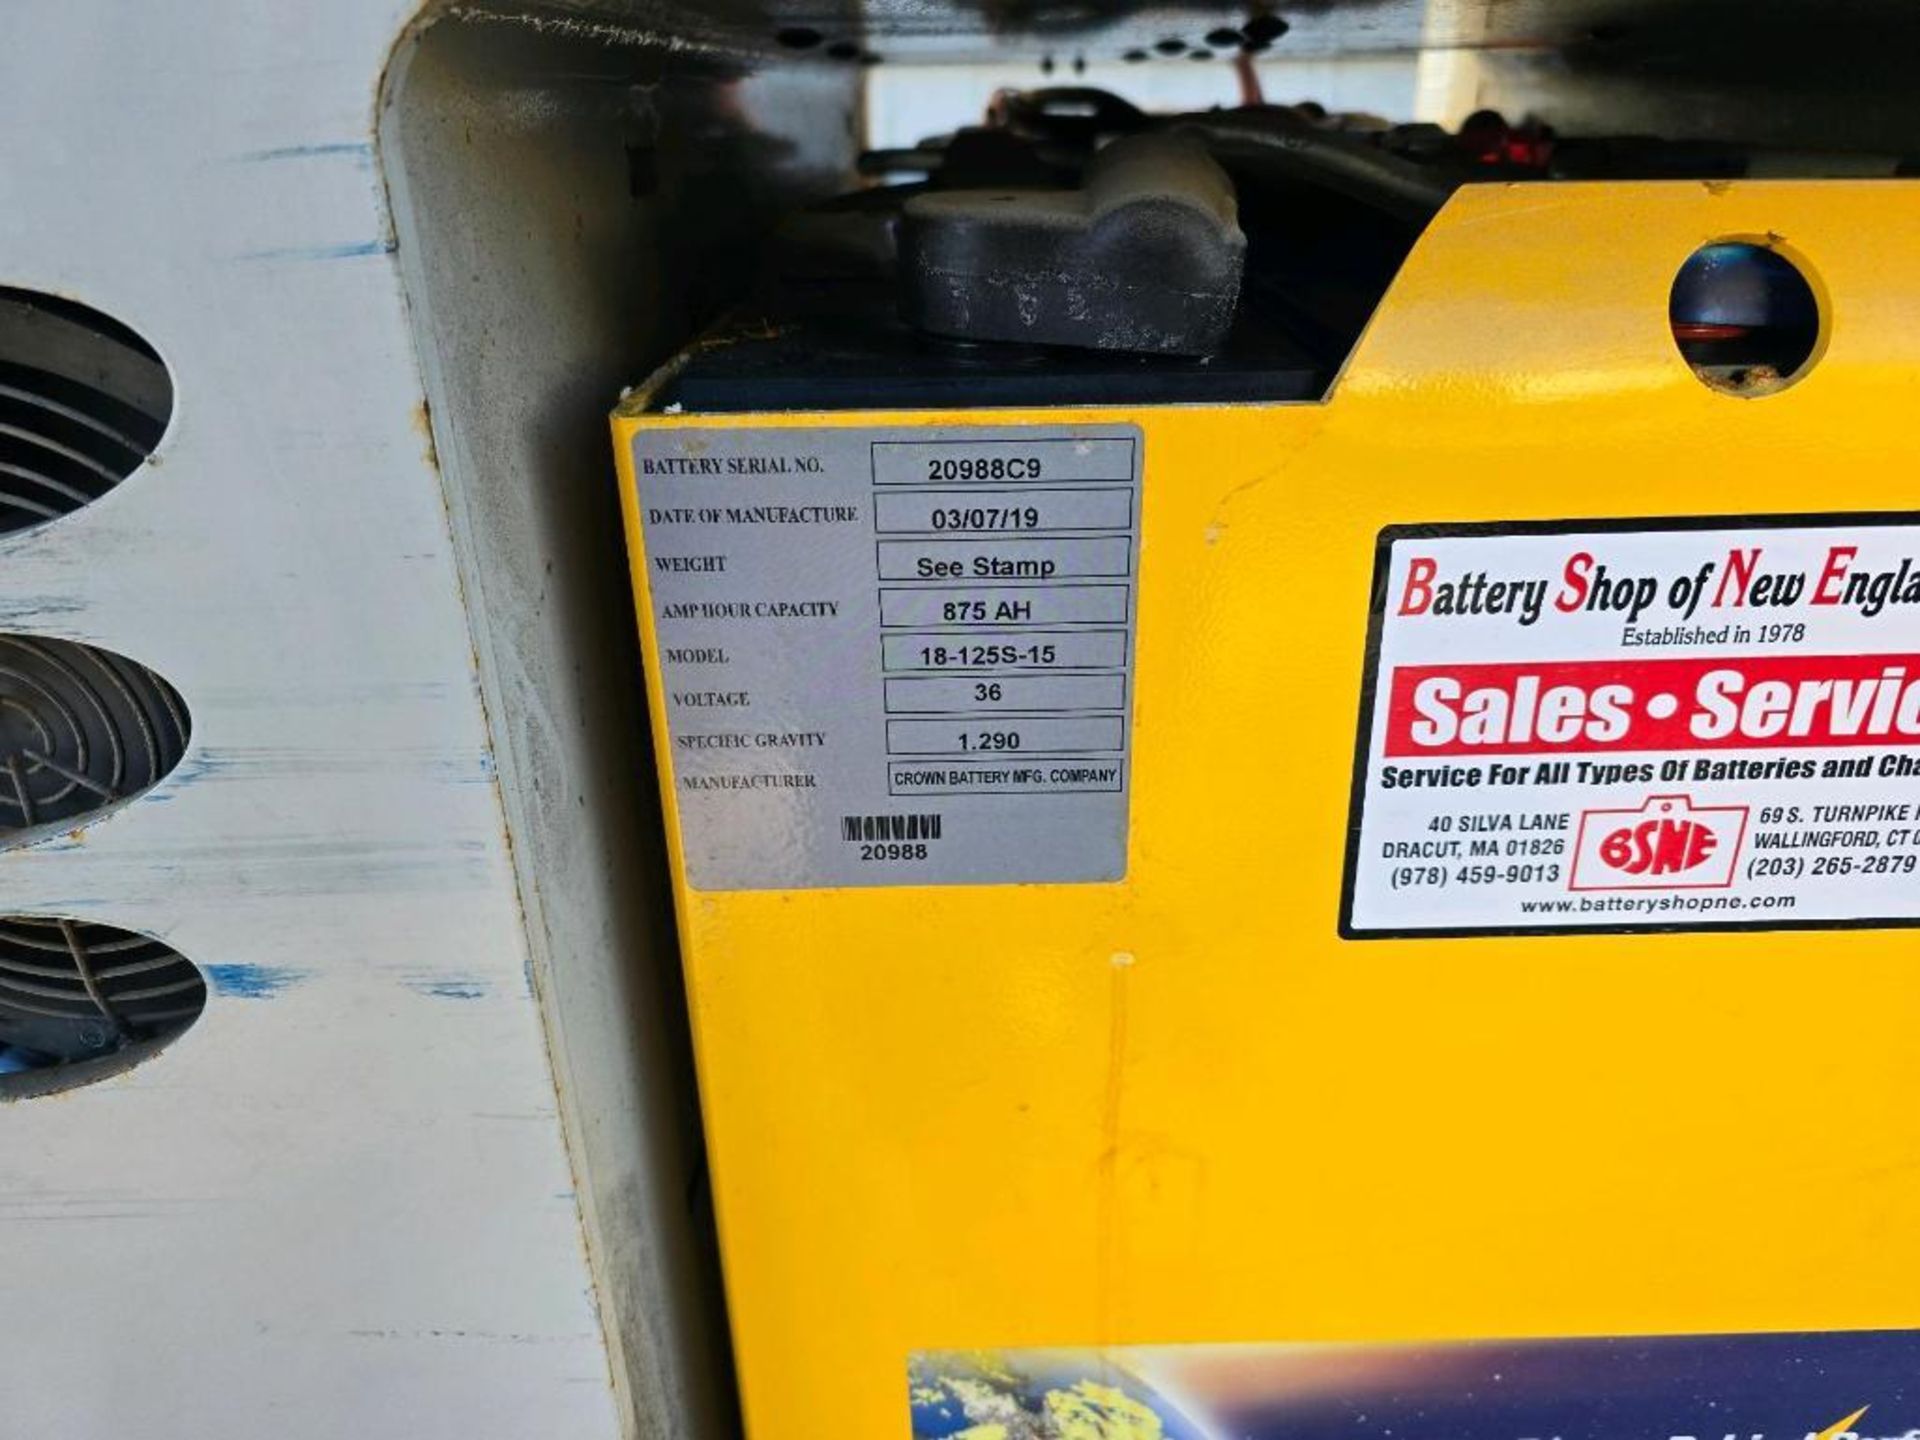 BATTERY SERIAL NO. 20988C9
DATE OF MANUFACTURE 03/07/19
WEIGHT See Stamp
AMP HOUR CAPACITY 875 AH
MODEL 18-125S-15
VOLTAGE 36
SPECIFIC GRAVITY 1.290
MANUFACTURER CROWN BATTERY MFG. COMPANY
20988
Battery Shop of New Engla
Established in 1978
Sales • Servic
Service For All Types Of Batteries and Cha
40 SILVA LANE
DRACUT, MA 01826
(978) 459-9013
BSNE
69 S. TURNPIKE
WALLINGFORD, CT
(203) 265-2879
www.batteryshopne.com